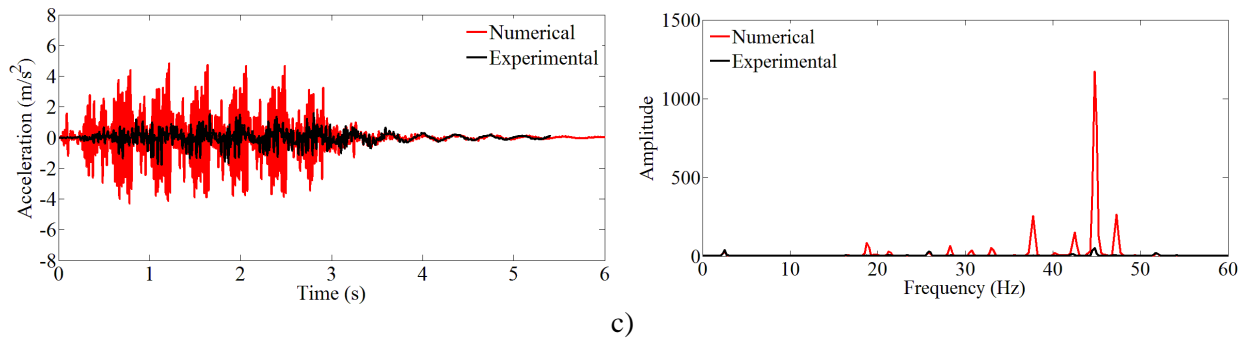 8
6
4
2
0
-2
-4
-6
-8
Acceleration (m/s²)
Numerical
Experimental
0 1 2 3 4 5 6
Time (s)
1500
1000
500
0
Amplitude
Numerical
Experimental
0 10 20 30 40 50 60
Frequency (Hz)
c)